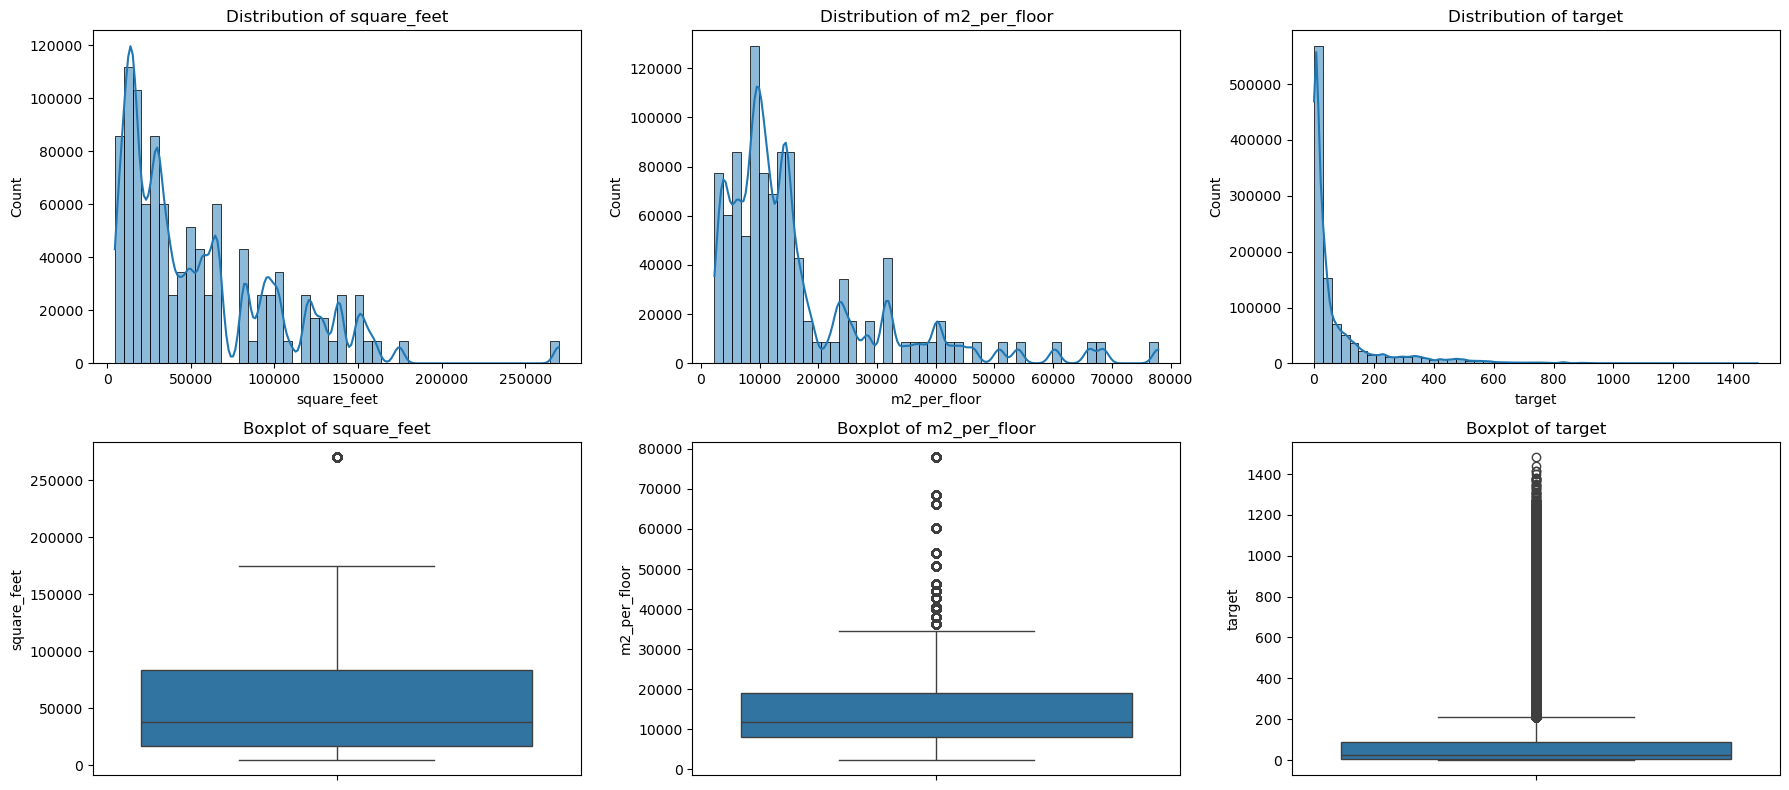 Distribution of square_feet
120000
100000
80000
60000
40000
20000
0
Count
0 50000 100000 150000 200000 250000
square_feet
Distribution of m2_per_floor
120000
100000
80000
60000
40000
20000
0
Count
0 10000 20000 30000 40000 50000 60000 70000 80000
m2_per_floor
Distribution of target
500000
400000
300000
200000
100000
0
Count
0 200 400 600 800 1000 1200 1400
target
Boxplot of square_feet
250000
200000
150000
100000
50000
0
square_feet
Boxplot of m2_per_floor
80000
70000
60000
50000
40000
30000
20000
10000
0
m2_per_floor
Boxplot of target
1400
1200
1000
800
600
400
200
0
target